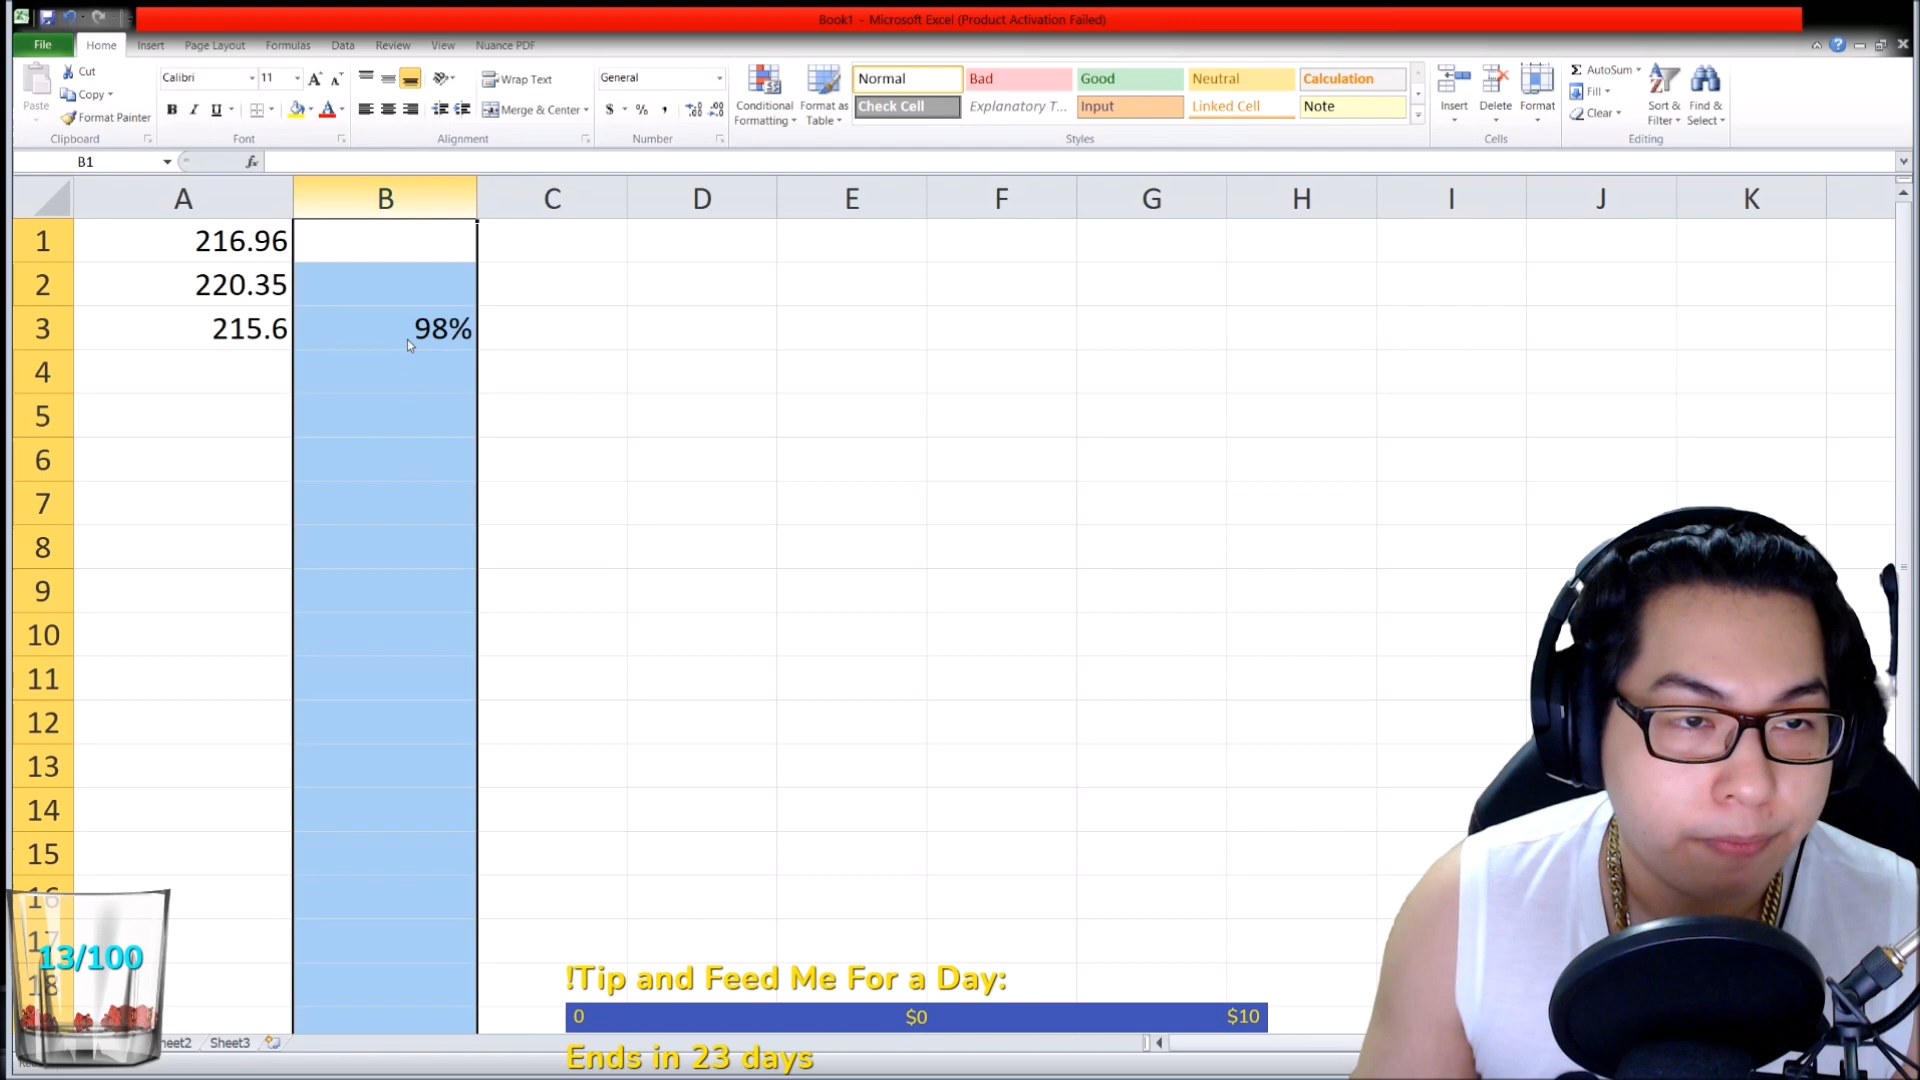 Book1 - Microsoft Excel (Product Activation Failed)
File Home Insert Page Layout Formulas Data Review View Nuance PDF
Paste
Cut
Copy
Format Painter
Clipboard
Calibri 11
B I U
Font
Wrap Text
Merge & Center
Alignment
General
$ % ,
Number
Conditional Formatting
Format as Table
Normal Bad Good Neutral Calculation
Check Cell Explanatory T... Input Linked Cell Note
Styles
Insert Delete Format
Cells
Σ AutoSum
Fill
Clear
Sort & Filter
Find & Select
Editing
B1 fx
A B C D E F G H I J K
1 216.96
2 220.35
3 215.6 98%
4
5
6
7
8
9
10
11
12
13
14
15
16
17
18
13/100
!Tip and Feed Me For a Day:
0 $0 $10
Ends in 23 days
heet2 Sheet3